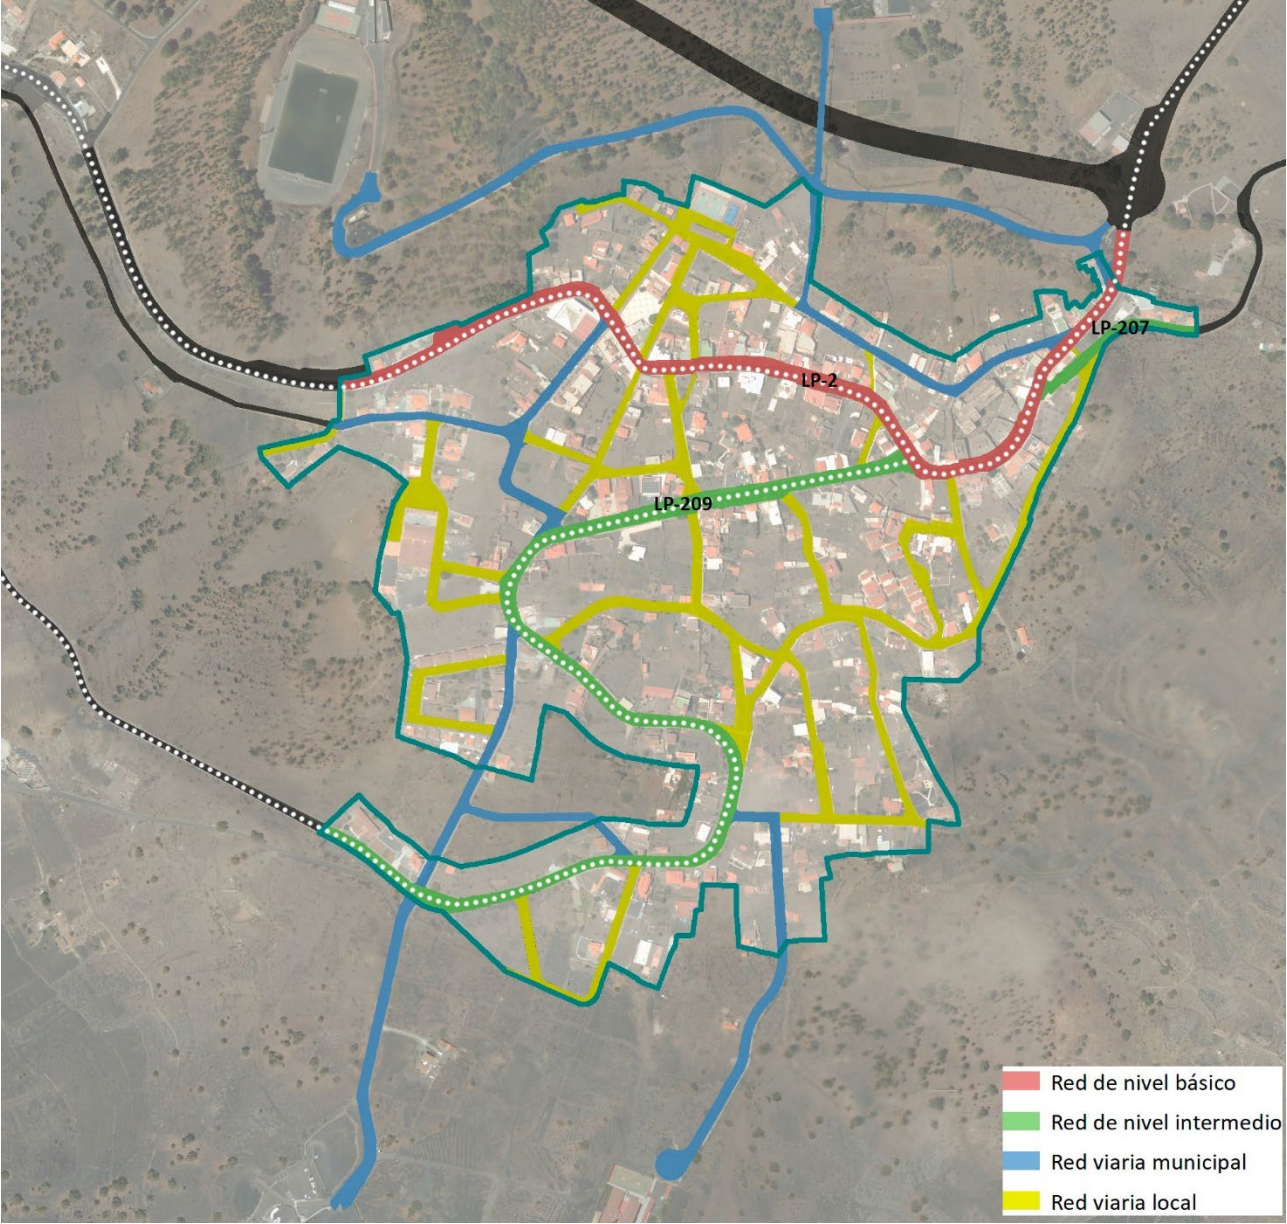 LP-207
LP-2
LP-209
Red de nivel básico
Red de nivel intermedio
Red viaria municipal
Red viaria local